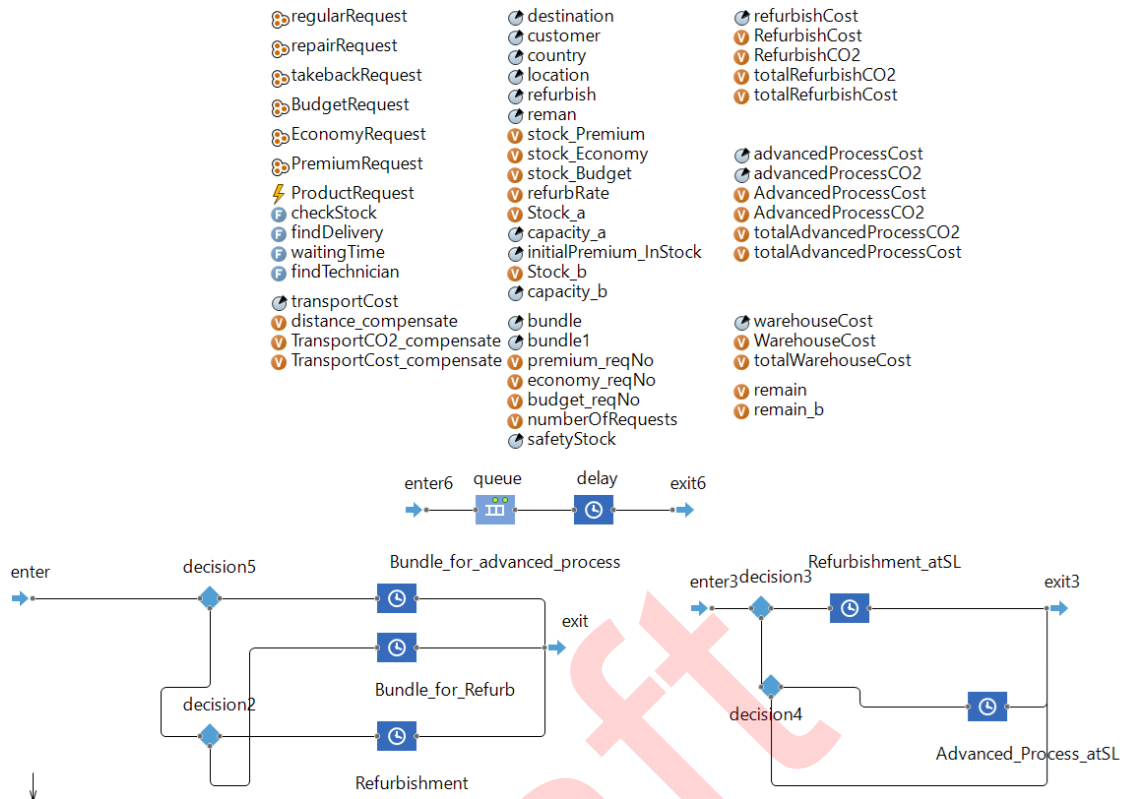 regularRequest
repairRequest
takebackRequest
BudgetRequest
EconomyRequest
PremiumRequest
ProductRequest
checkStock
findDelivery
waitingTime
findTechnician
transportCost
distance_compensate
TransportCO2_compensate
TransportCost_compensate
destination
customer
country
location
refurbish
reman
stock_Premium
stock_Economy
stock_Budget
refurbRate
Stock_a
capacity_a
initialPremium_InStock
Stock_b
capacity_b
bundle
bundle1
premium_reqNo
economy_reqNo
budget_reqNo
numberOfRequests
safetyStock
refurbishCost
RefurbishCost
RefurbishCO2
totalRefurbishCO2
totalRefurbishCost
advancedProcessCost
advancedProcessCO2
AdvancedProcessCost
AdvancedProcessCO2
totalAdvancedProcessCO2
totalAdvancedProcessCost
warehouseCost
WarehouseCost
totalWarehouseCost
remain
remain_b
enter6
queue
delay
exit6
enter
decision5
Bundle_for_advanced_process
exit
Bundle_for_Refurb
decision2
Refurbishment
enter3
decision3
Refurbishment_atSL
exit3
decision4
Advanced_Process_atSL